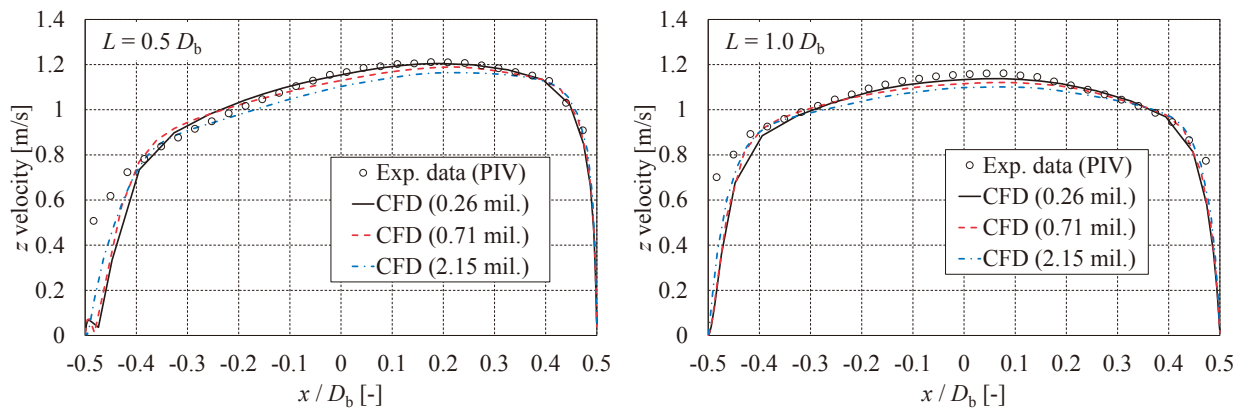 L = 0.5 D_b
z velocity [m/s]
1.4
1.2
1
0.8
0.6
0.4
0.2
0
Exp. data (PIV)
CFD (0.26 mil.)
CFD (0.71 mil.)
CFD (2.15 mil.)
-0.5 -0.4 -0.3 -0.2 -0.1 0 0.1 0.2 0.3 0.4 0.5
x / D_b [-]
L = 1.0 D_b
z velocity [m/s]
1.4
1.2
1
0.8
0.6
0.4
0.2
0
Exp. data (PIV)
CFD (0.26 mil.)
CFD (0.71 mil.)
CFD (2.15 mil.)
-0.5 -0.4 -0.3 -0.2 -0.1 0 0.1 0.2 0.3 0.4 0.5
x / D_b [-]